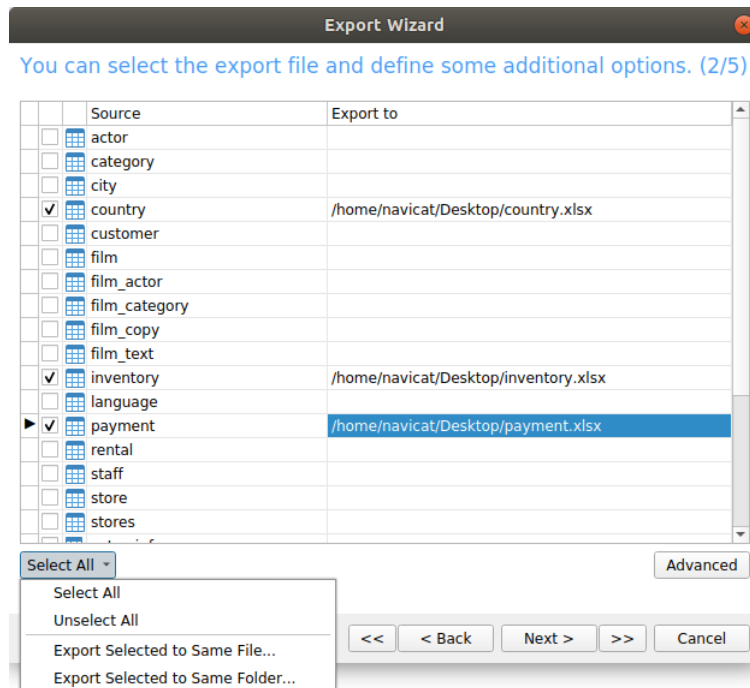 Export Wizard
You can select the export file and define some additional options. (2/5)
Source Export to
actor
category
city
country /home/navicat/Desktop/country.xlsx
customer
film
film_actor
film_category
film_copy
film_text
inventory /home/navicat/Desktop/inventory.xlsx
language
payment /home/navicat/Desktop/payment.xlsx
rental
staff
store
stores
Select All Advanced
Select All
Unselect All
Export Selected to Same File...
Export Selected to Same Folder...
<< < Back Next > >> Cancel